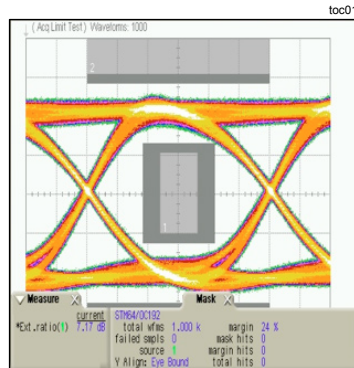 toc01
( Acq Limit Test ) Waveforms: 1000
2
1
Measure
current
*Ext.ratio(1) 7.17 dB
Mask
STM64/OC192
total wfms 1.000 k margin 24 %
failed smpls 0 mask hits 0
source 1 margin hits 0
Y Align: Eye Bound total hits 0